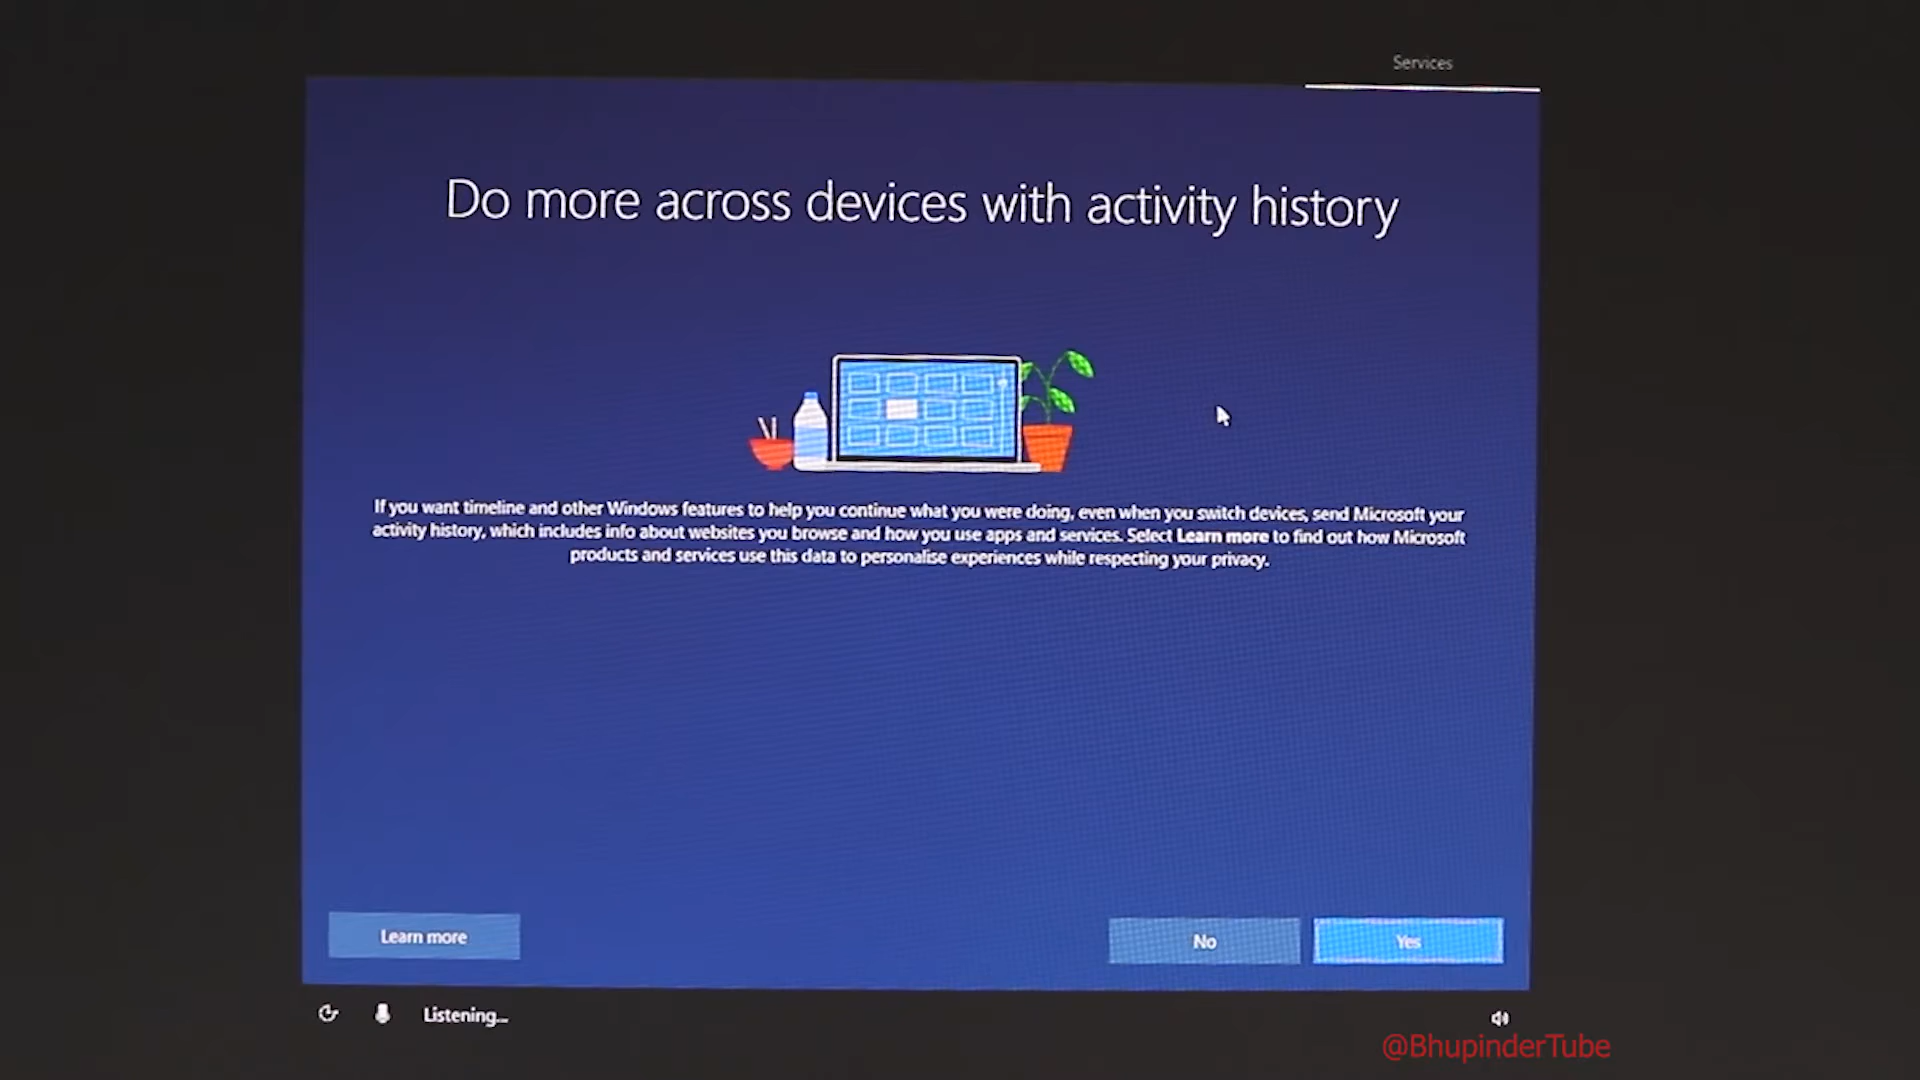 Services
Do more across devices with activity history
If you want timeline and other Windows features to help you continue what you were doing, even when you switch devices, send Microsoft your
activity history, which includes info about websites you browse and how you use apps and services. Select Learn more to find out how Microsoft
products and services use this data to personalise experiences while respecting your privacy.
Learn more
No
Yes
Listening...
@BhupinderTube